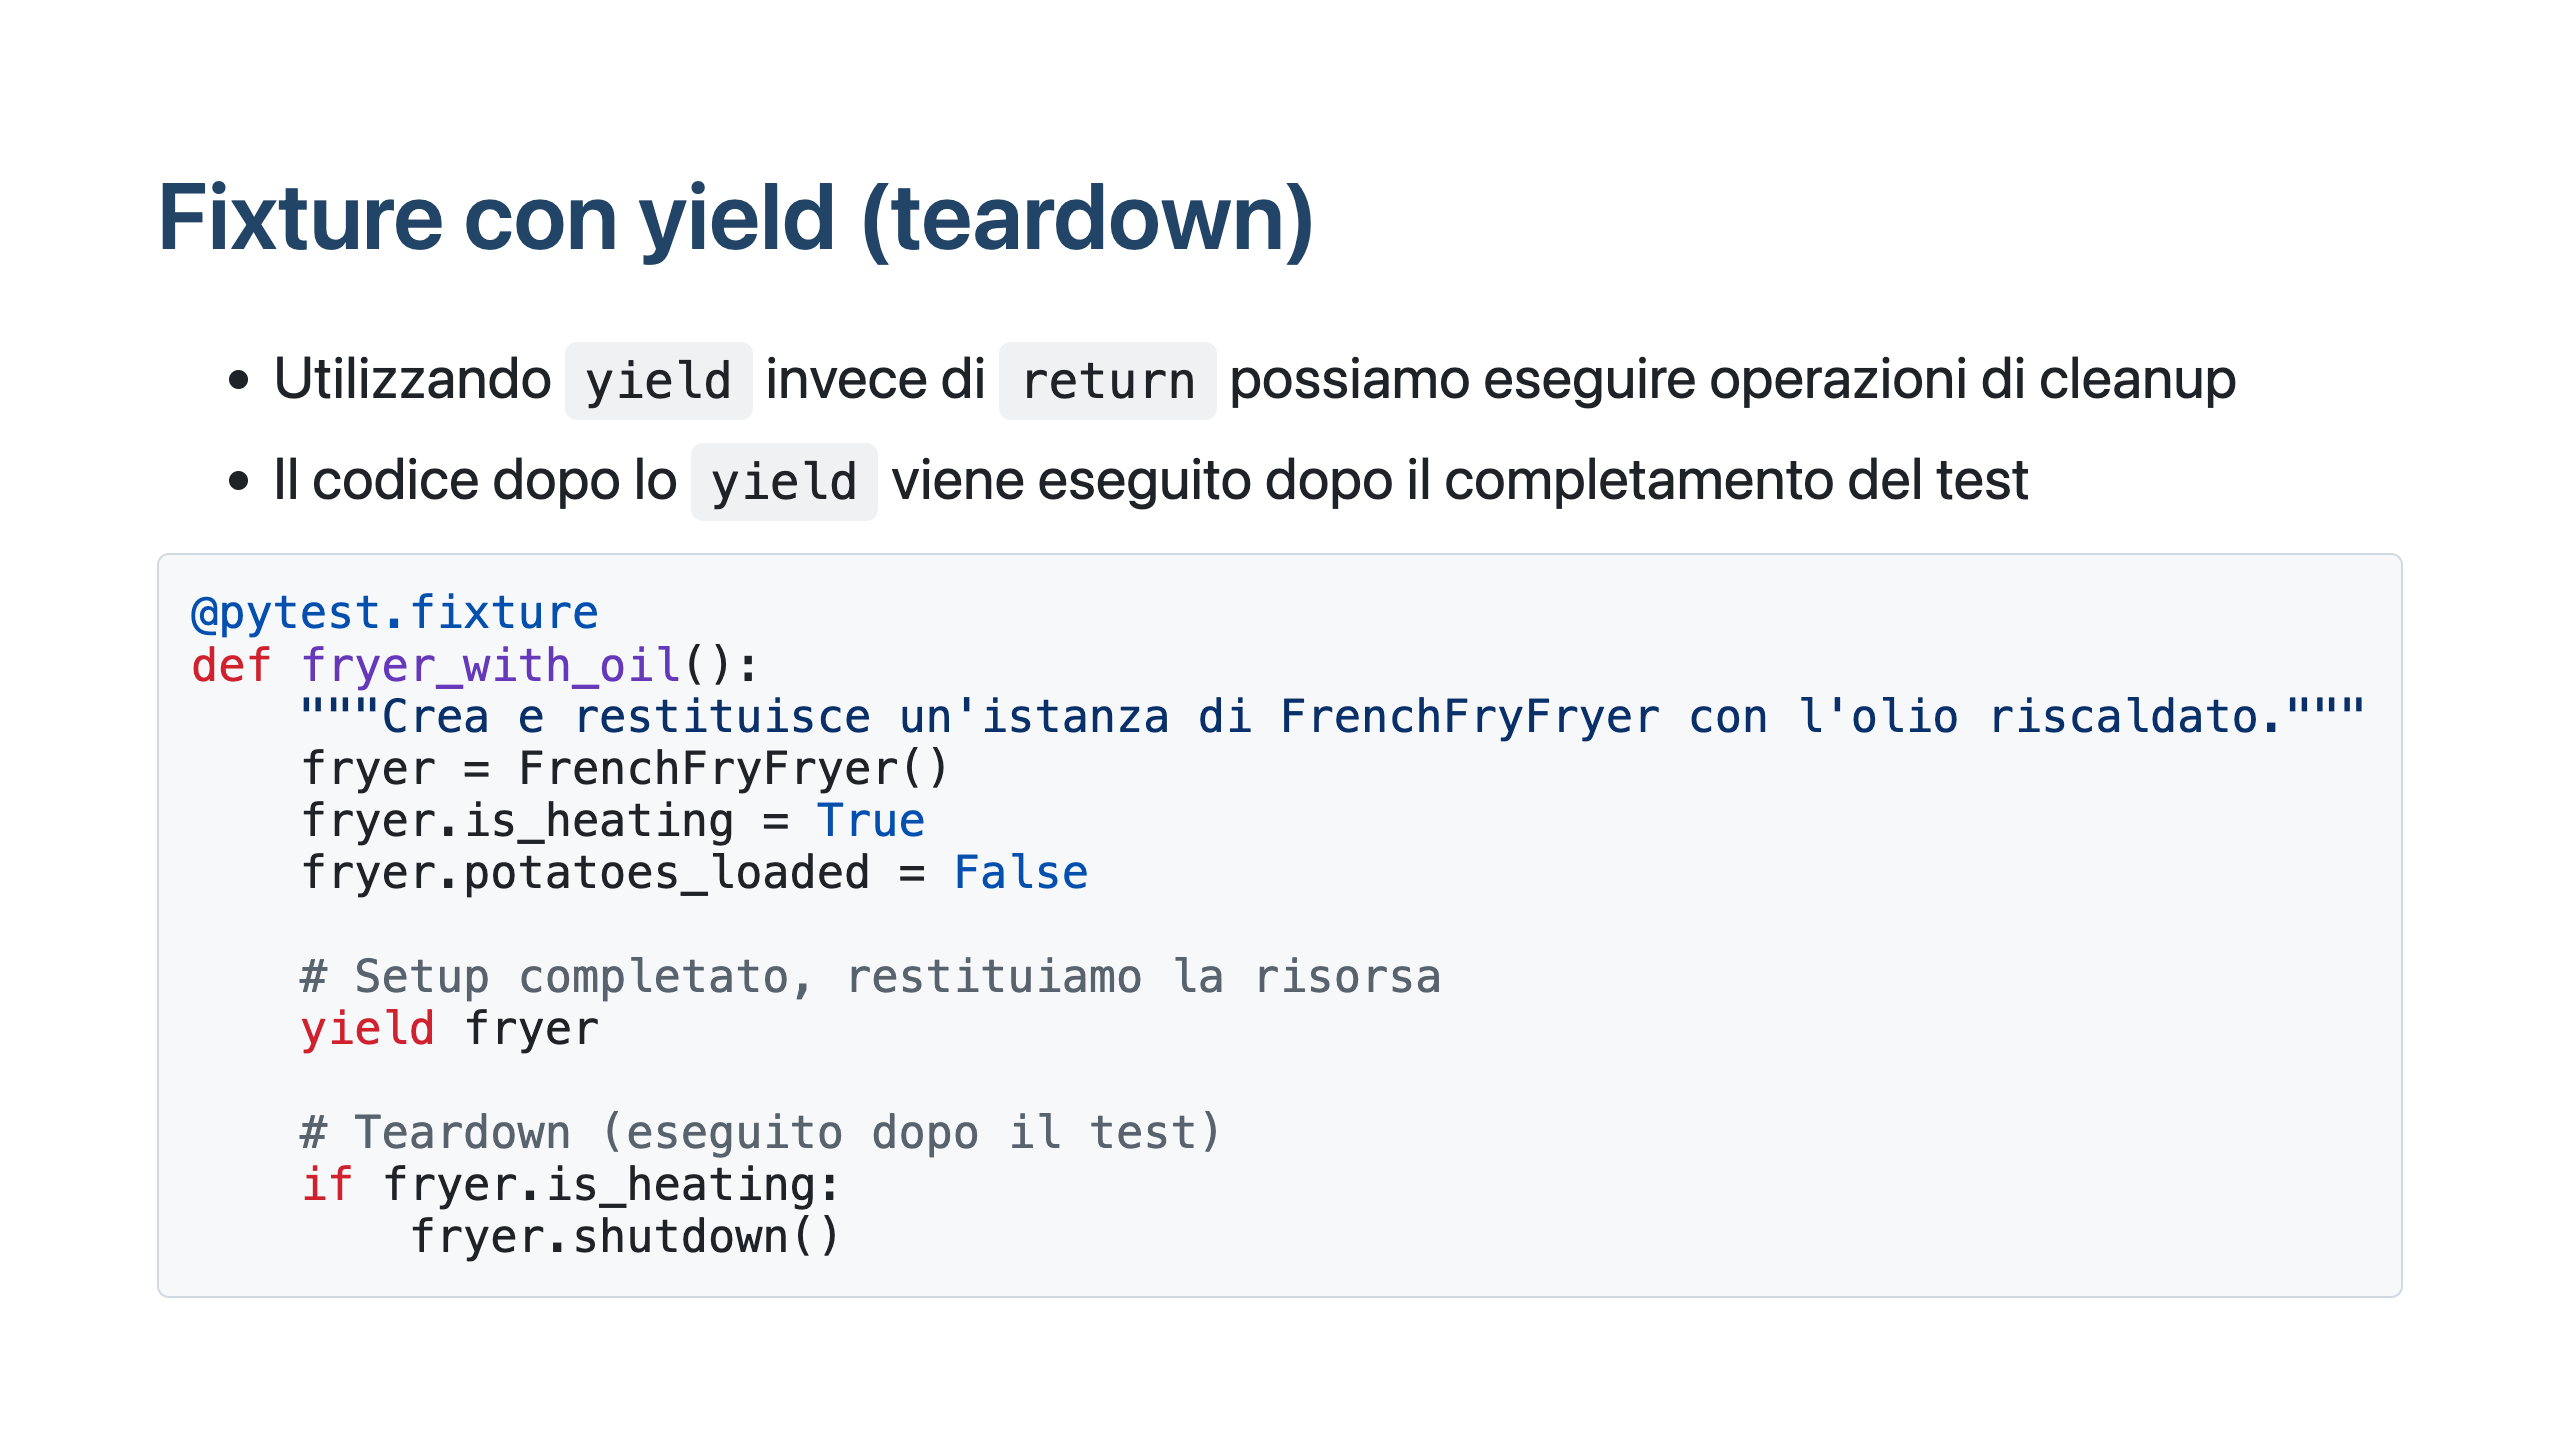 Fixture con yield (teardown)
• Utilizzando yield invece di return possiamo eseguire operazioni di cleanup
• Il codice dopo lo yield viene eseguito dopo il completamento del test
@pytest.fixture
def fryer_with_oil():
    """Crea e restituisce un'istanza di FrenchFryFryer con l'olio riscaldato."""
    fryer = FrenchFryFryer()
    fryer.is_heating = True
    fryer.potatoes_loaded = False

    # Setup completato, restituiamo la risorsa
    yield fryer

    # Teardown (eseguito dopo il test)
    if fryer.is_heating:
        fryer.shutdown()